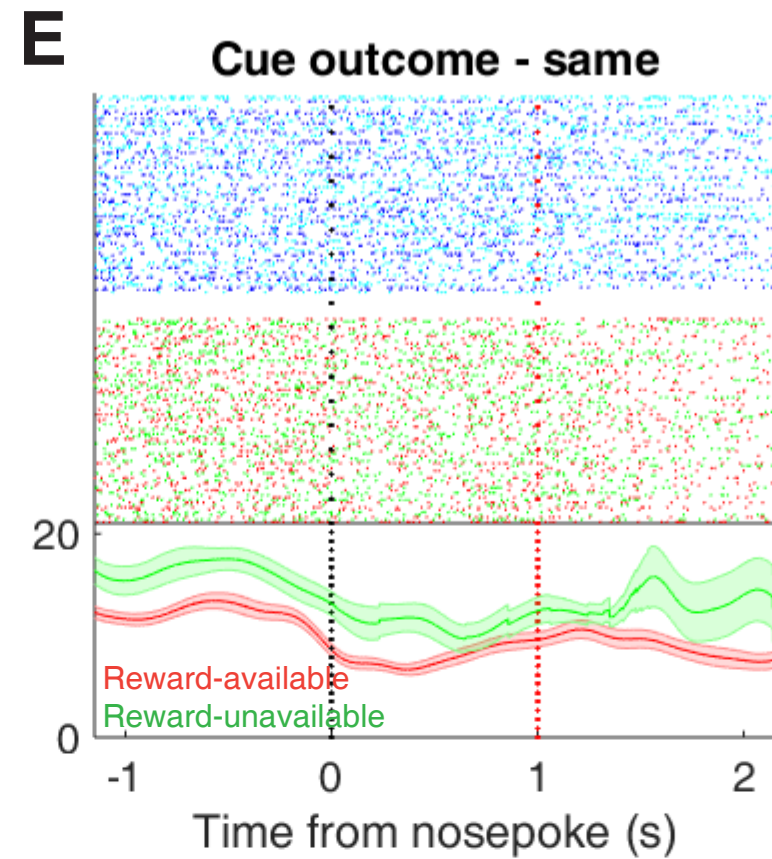 E
Cue outcome - same
20
Reward-available
Reward-unavailable
0
-1 0 1 2
Time from nosepoke (s)